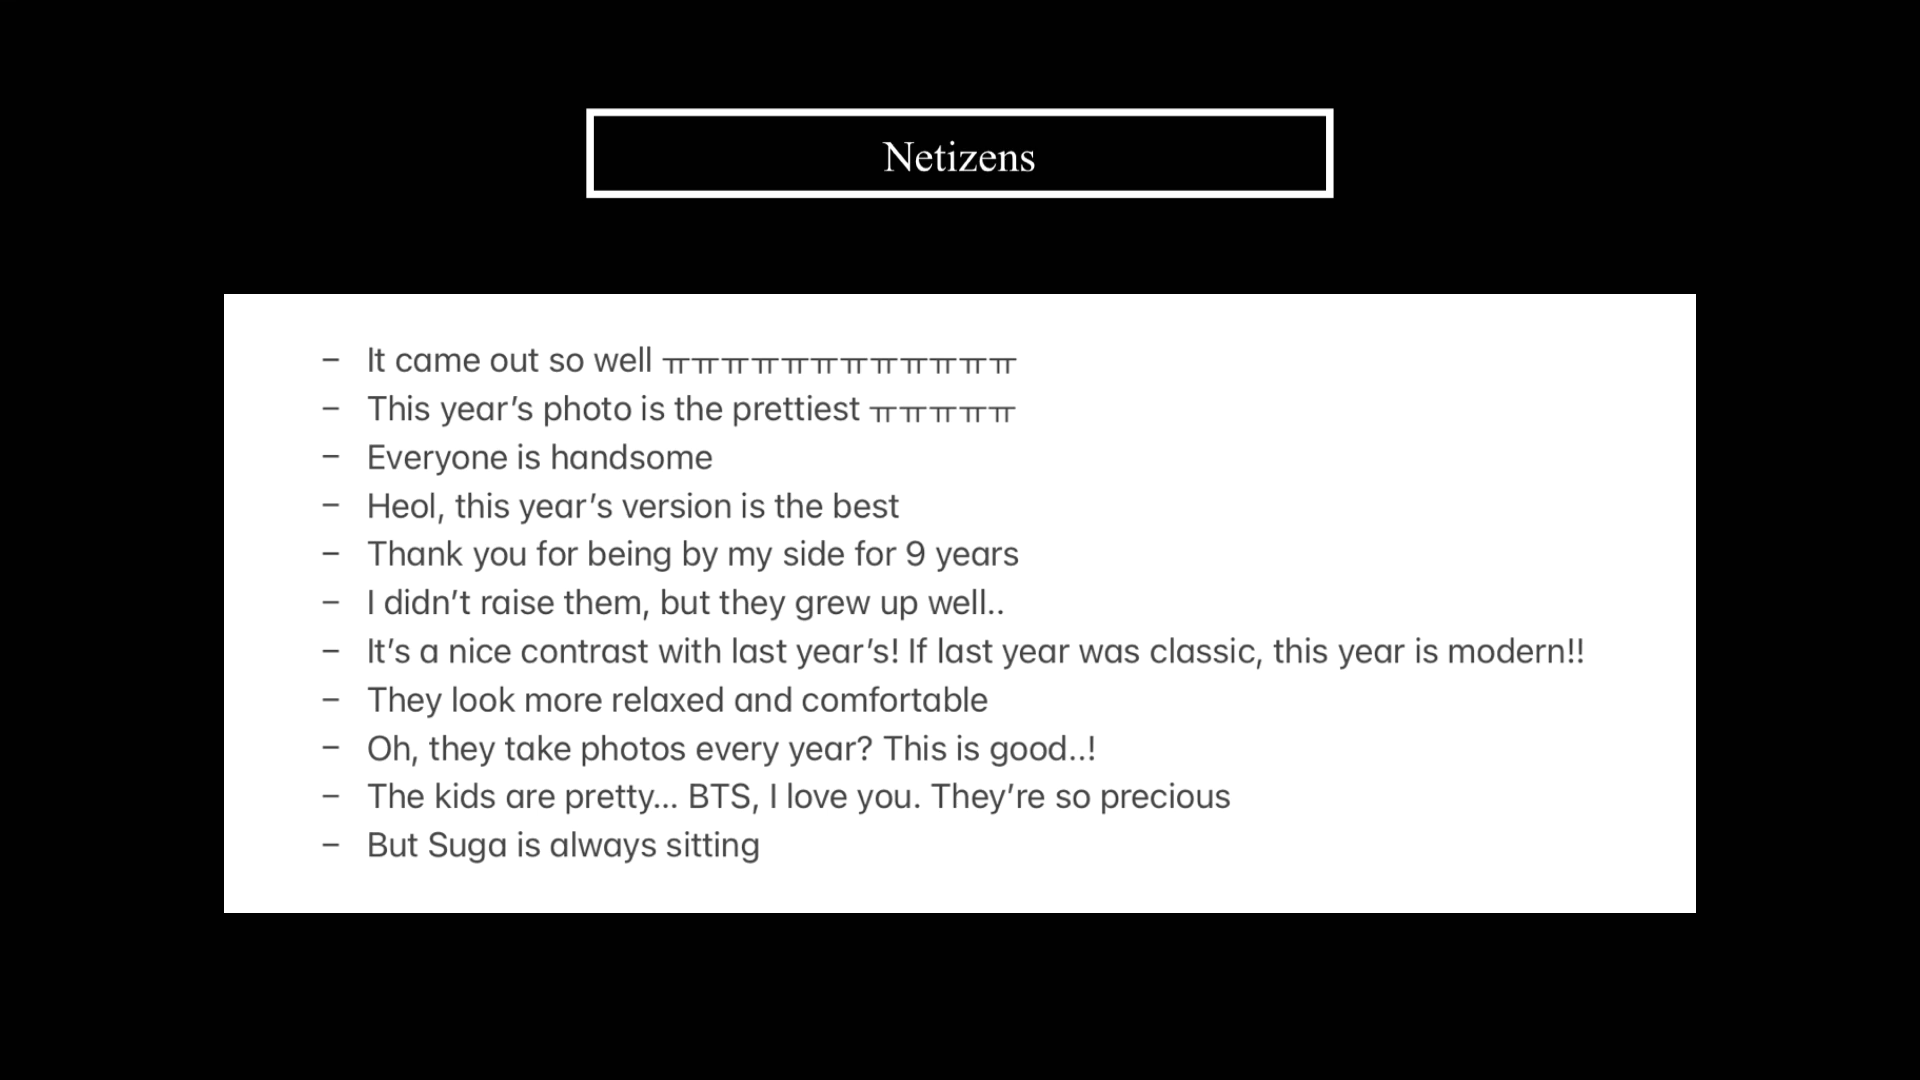 Netizens
– It came out so well ㅠㅠㅠㅠㅠㅠㅠㅠㅠㅠㅠㅠ
– This year’s photo is the prettiest ㅠㅠㅠㅠㅠ
– Everyone is handsome
– Heol, this year’s version is the best
– Thank you for being by my side for 9 years
– I didn’t raise them, but they grew up well..
– It’s a nice contrast with last year’s! If last year was classic, this year is modern!!
– They look more relaxed and comfortable
– Oh, they take photos every year? This is good..!
– The kids are pretty... BTS, I love you. They’re so precious
– But Suga is always sitting